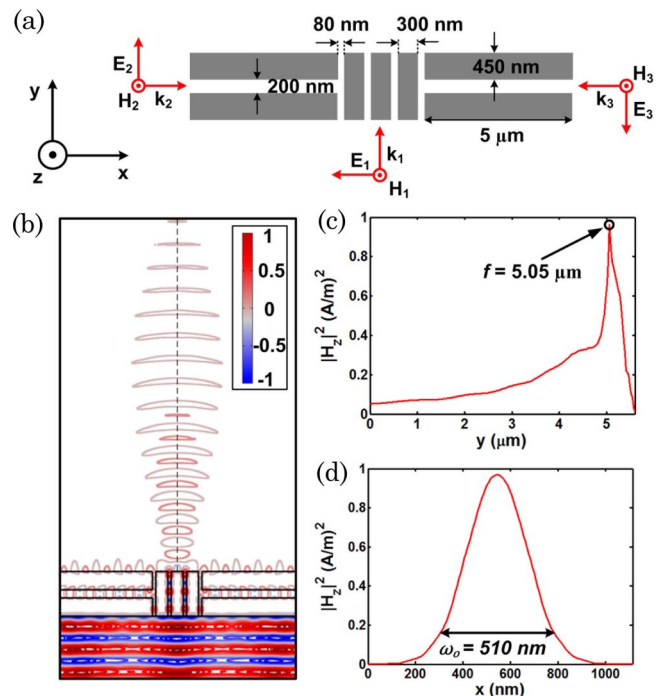 (a)
80 nm 300 nm
E2 H2 k2
200 nm
450 nm
k3 H3 E3
5 μm
y
z x
E1 k1 H1
(b)
1
0.5
0
-0.5
-1
(c)
|Hz|² (A/m)²
1
0.8
0.6
0.4
0.2
0
f = 5.05 μm
0 1 2 3 4 5
y (μm)
(d)
|Hz|² (A/m)²
1
0.8
0.6
0.4
0.2
0
ωo = 510 nm
0 200 400 600 800 1000
x (nm)